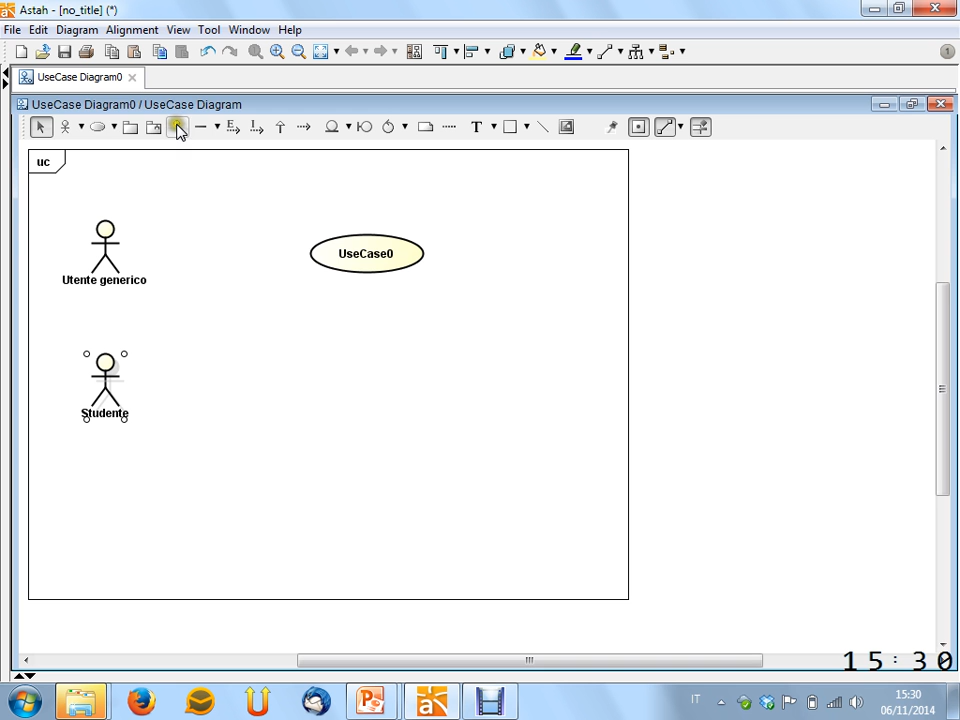 Astah - [no_title] (*)
File Edit Diagram Alignment View Tool Window Help
1
UseCase Diagram0
UseCase Diagram0 / UseCase Diagram
E
I
T
uc
Utente generico
UseCase0
Studente
15:30
IT
15:30
06/11/2014